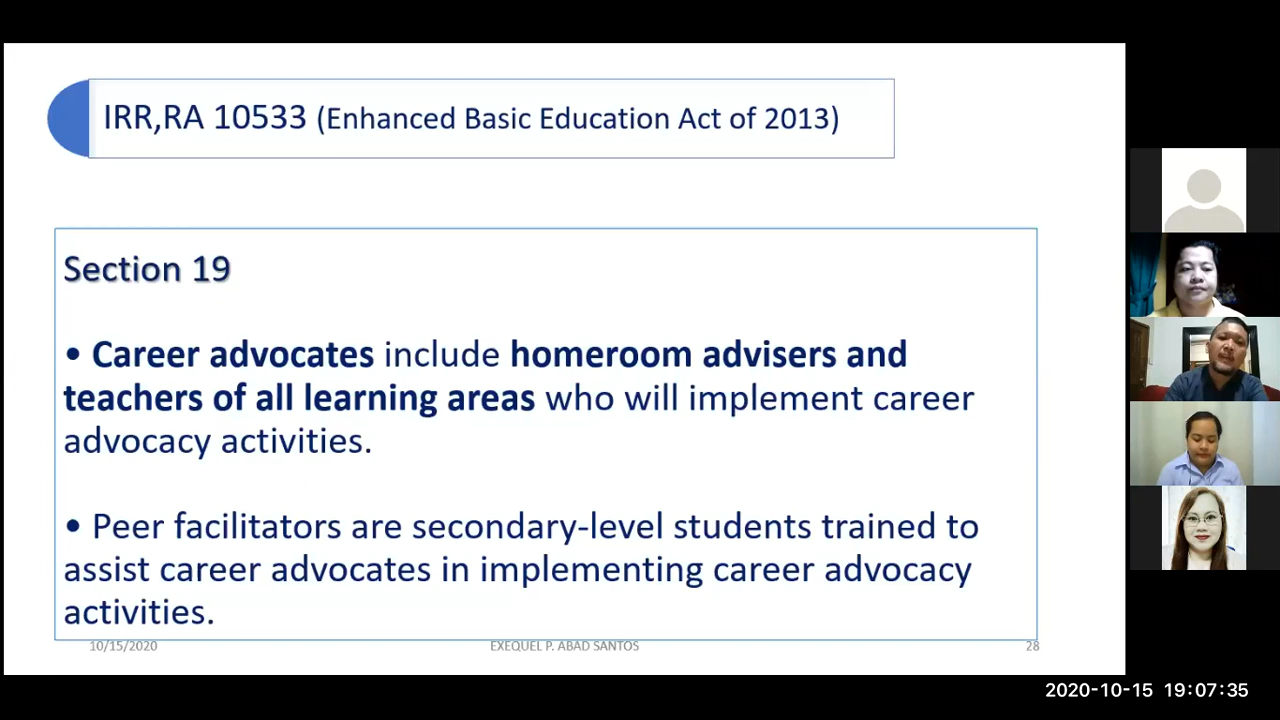 IRR,RA 10533 (Enhanced Basic Education Act of 2013)
Section 19
• Career advocates include homeroom advisers and
teachers of all learning areas who will implement career
advocacy activities.
• Peer facilitators are secondary-level students trained to
assist career advocates in implementing career advocacy
activities.
10/15/2020 EXEQUEL P. ABAD SANTOS 28
2020-10-15 19:07:35